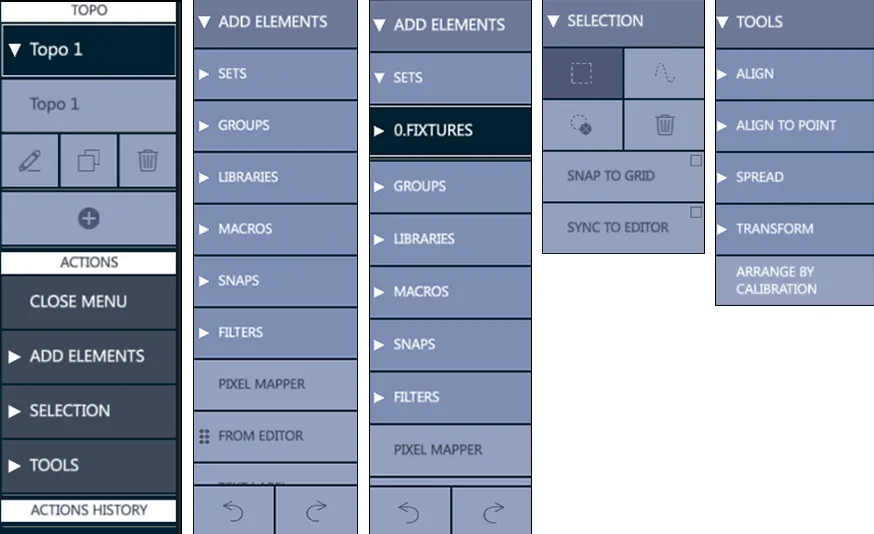 TOPO
Topo 1
Topo 1
ACTIONS
CLOSE MENU
ADD ELEMENTS
SELECTION
TOOLS
ACTIONS HISTORY
ADD ELEMENTS
SETS
GROUPS
LIBRARIES
MACROS
SNAPS
FILTERS
PIXEL MAPPER
FROM EDITOR
TEXT LABEL
ADD ELEMENTS
SETS
0.FIXTURES
GROUPS
LIBRARIES
MACROS
SNAPS
FILTERS
PIXEL MAPPER
SELECTION
SNAP TO GRID
SYNC TO EDITOR
TOOLS
ALIGN
ALIGN TO POINT
SPREAD
TRANSFORM
ARRANGE BY
CALIBRATION